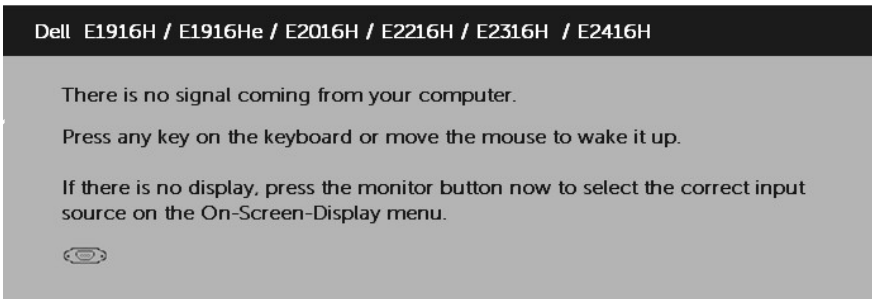 Dell E1916H / E1916He / E2016H / E2216H / E2316H / E2416H
There is no signal coming from your computer.
Press any key on the keyboard or move the mouse to wake it up.
If there is no display, press the monitor button now to select the correct input
source on the On-Screen-Display menu.